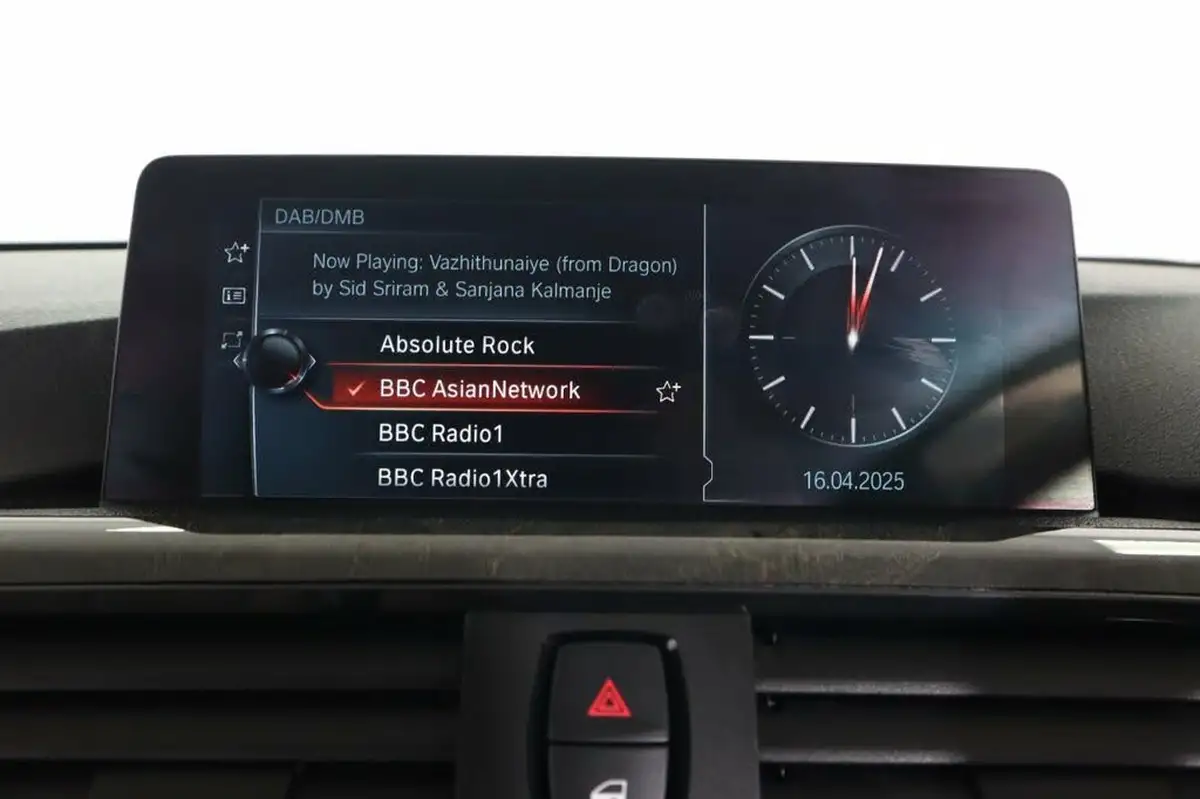 DAB/DMB
Now Playing: Vazhithunaiye (from Dragon)
by Sid Sriram & Sanjana Kalmanje
Absolute Rock
BBC AsianNetwork
BBC Radio1
BBC Radio1Xtra
16.04.2025